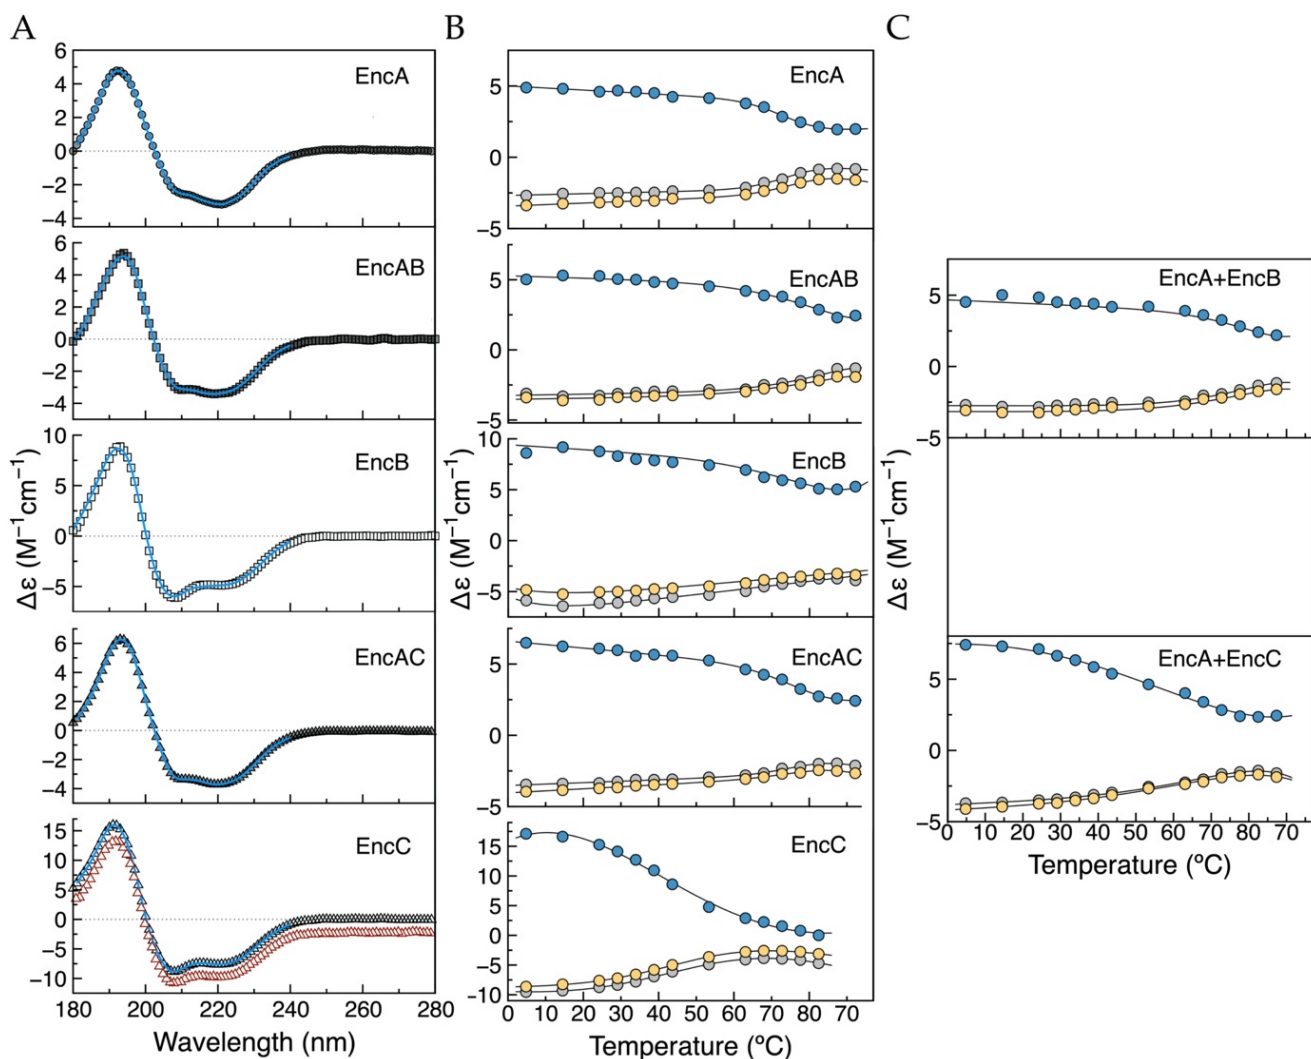 A
6
4
2
0
−2
−4
EncA
6
4
2
0
−2
−4
EncAB
10
5
0
−5
EncB
6
4
2
0
−2
−4
EncAC
15
10
5
0
-5
-10
EncC
180 200 220 240 260 280
Wavelength (nm)
Δε (M⁻¹cm⁻¹)
B
5
0
−5
EncA
5
0
−5
EncAB
10
5
0
−5
EncB
5
0
−5
EncAC
15
10
5
0
−5
−10
EncC
0 10 20 30 40 50 60 70 72
Temperature (ºC)
Δε (M⁻¹cm⁻¹)
C
5
0
−5
EncA+EncB
5
0
−5
EncA+EncC
0 10 20 30 40 50 60 70 72
Temperature (ºC)
Δε (M⁻¹cm⁻¹)